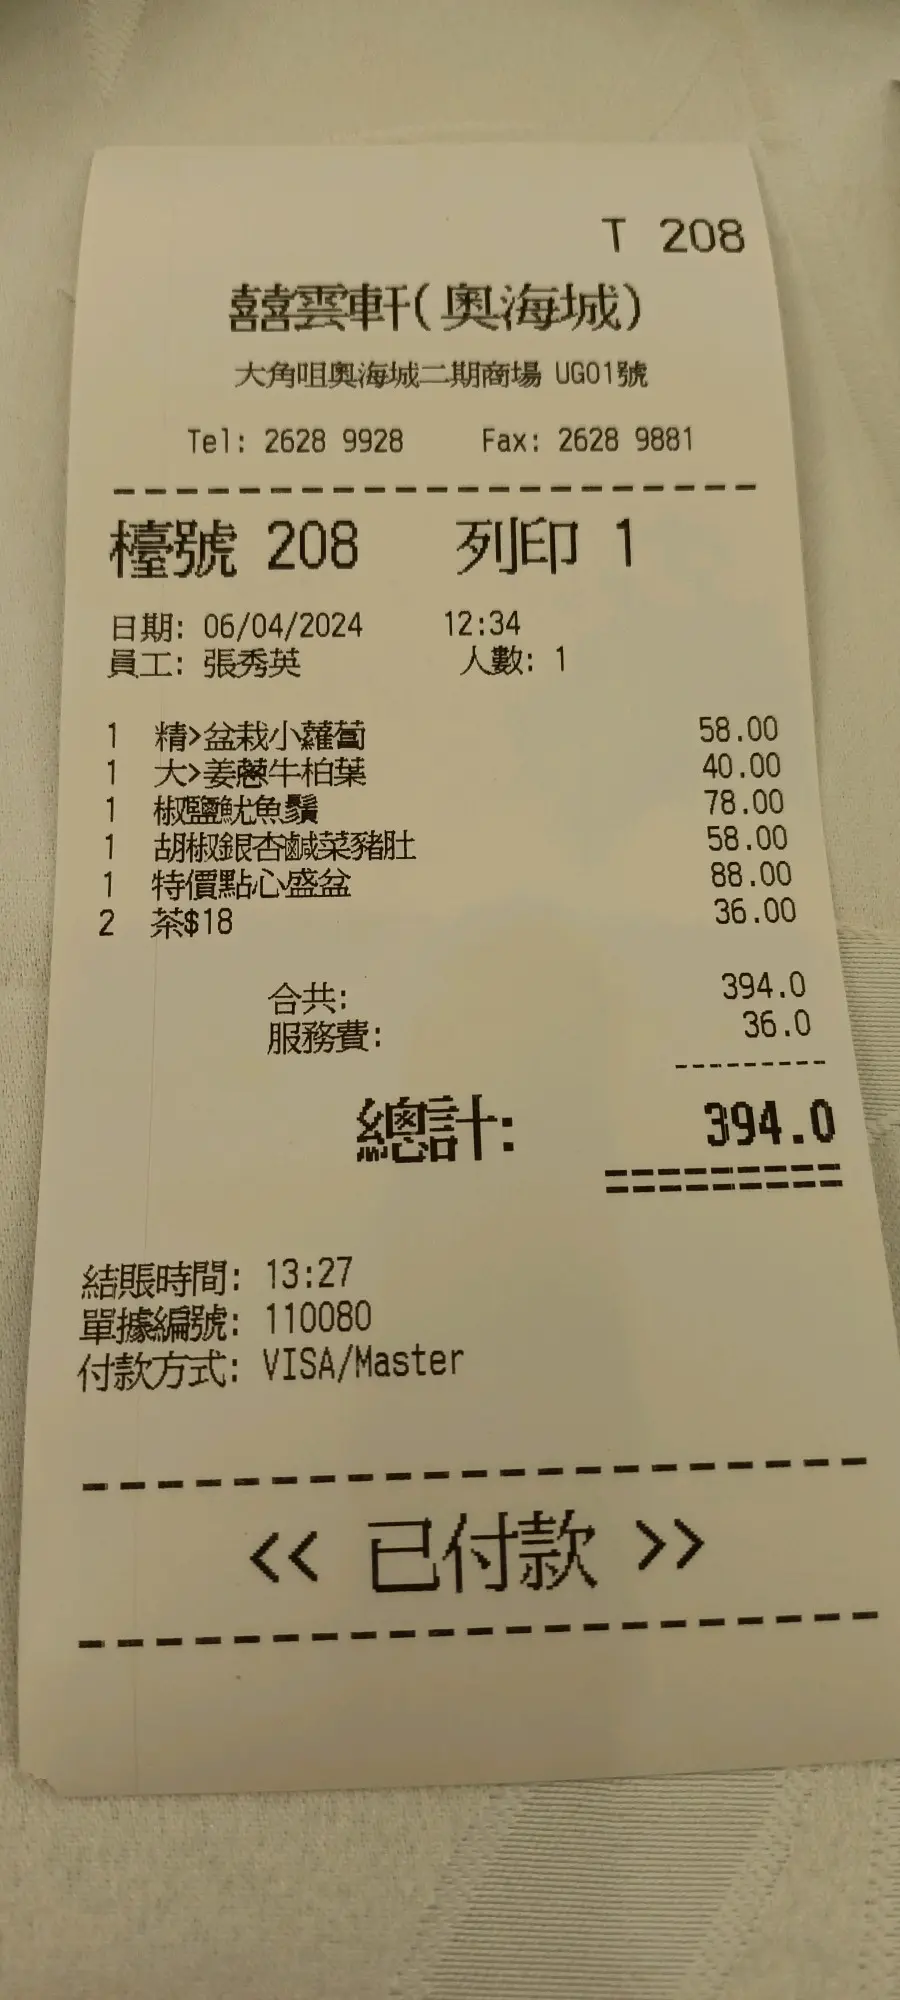 T 208
囍雲軒(奧海城)
大角咀奧海城二期商場 UG01號
Tel: 2628 9928 Fax: 2628 9881
檯號 208 列印 1
日期: 06/04/2024 12:34
員工: 張秀英 人數: 1
1 精>盆栽小蘿蔔 58.00
1 大>姜蔥牛柏葉 40.00
1 椒鹽魷魚鬚 78.00
1 胡椒銀杏鹹菜豬肚 58.00
1 特價點心盛盆 88.00
2 茶$18 36.00
合共: 394.0
服務費: 36.0
總計: 394.0
結賬時間: 13:27
單據編號: 110080
付款方式: VISA/Master
<< 已付款 >>